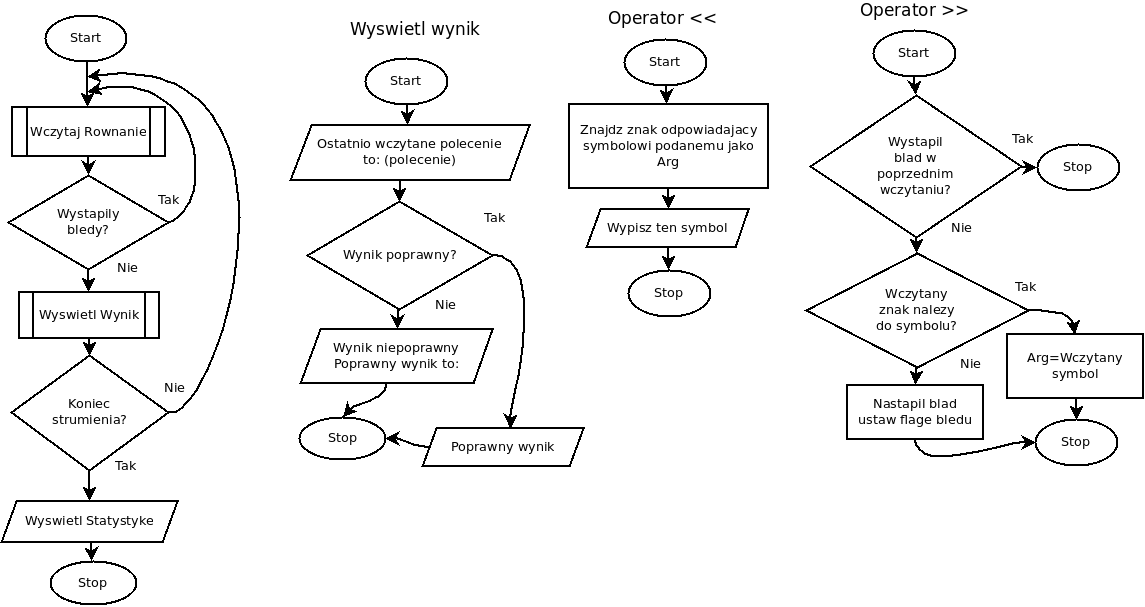 Start
Wczytaj Rownanie
Wystapily
bledy?
Tak
Nie
Wyswietl Wynik
Koniec
strumienia?
Nie
Tak
Wyswietl Statystyke
Stop
Wyswietl wynik
Start
Ostatnio wczytane polecenie
to: (polecenie)
Wynik poprawny?
Tak
Nie
Wynik niepoprawny
Poprawny wynik to:
Stop
Poprawny wynik
Operator <<
Start
Znajdz znak odpowiadajacy
symbolowi podanemu jako
Arg
Wypisz ten symbol
Stop
Operator >>
Start
Wystapil
blad w
poprzednim
wczytaniu?
Tak
Stop
Nie
Wczytany
znak nalezy
do symbolu?
Tak
Nie
Arg=Wczytany
symbol
Nastapil blad
ustaw flage bledu
Stop